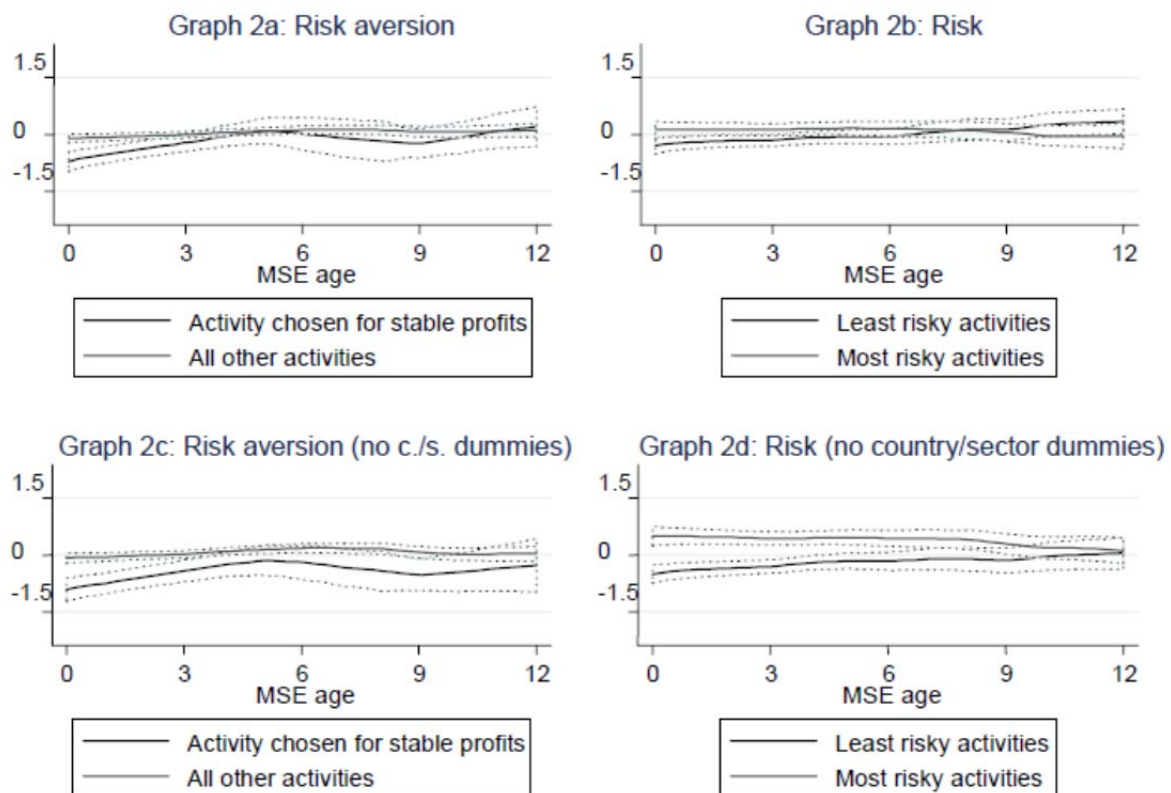 Graph 2a: Risk aversion
1.5
0
-1.5
0 3 6 9 12
MSE age
Activity chosen for stable profits
All other activities
Graph 2b: Risk
1.5
0
-1.5
0 3 6 9 12
MSE age
Least risky activities
Most risky activities
Graph 2c: Risk aversion (no c./s. dummies)
1.5
0
-1.5
0 3 6 9 12
MSE age
Activity chosen for stable profits
All other activities
Graph 2d: Risk (no country/sector dummies)
1.5
0
-1.5
0 3 6 9 12
MSE age
Least risky activities
Most risky activities